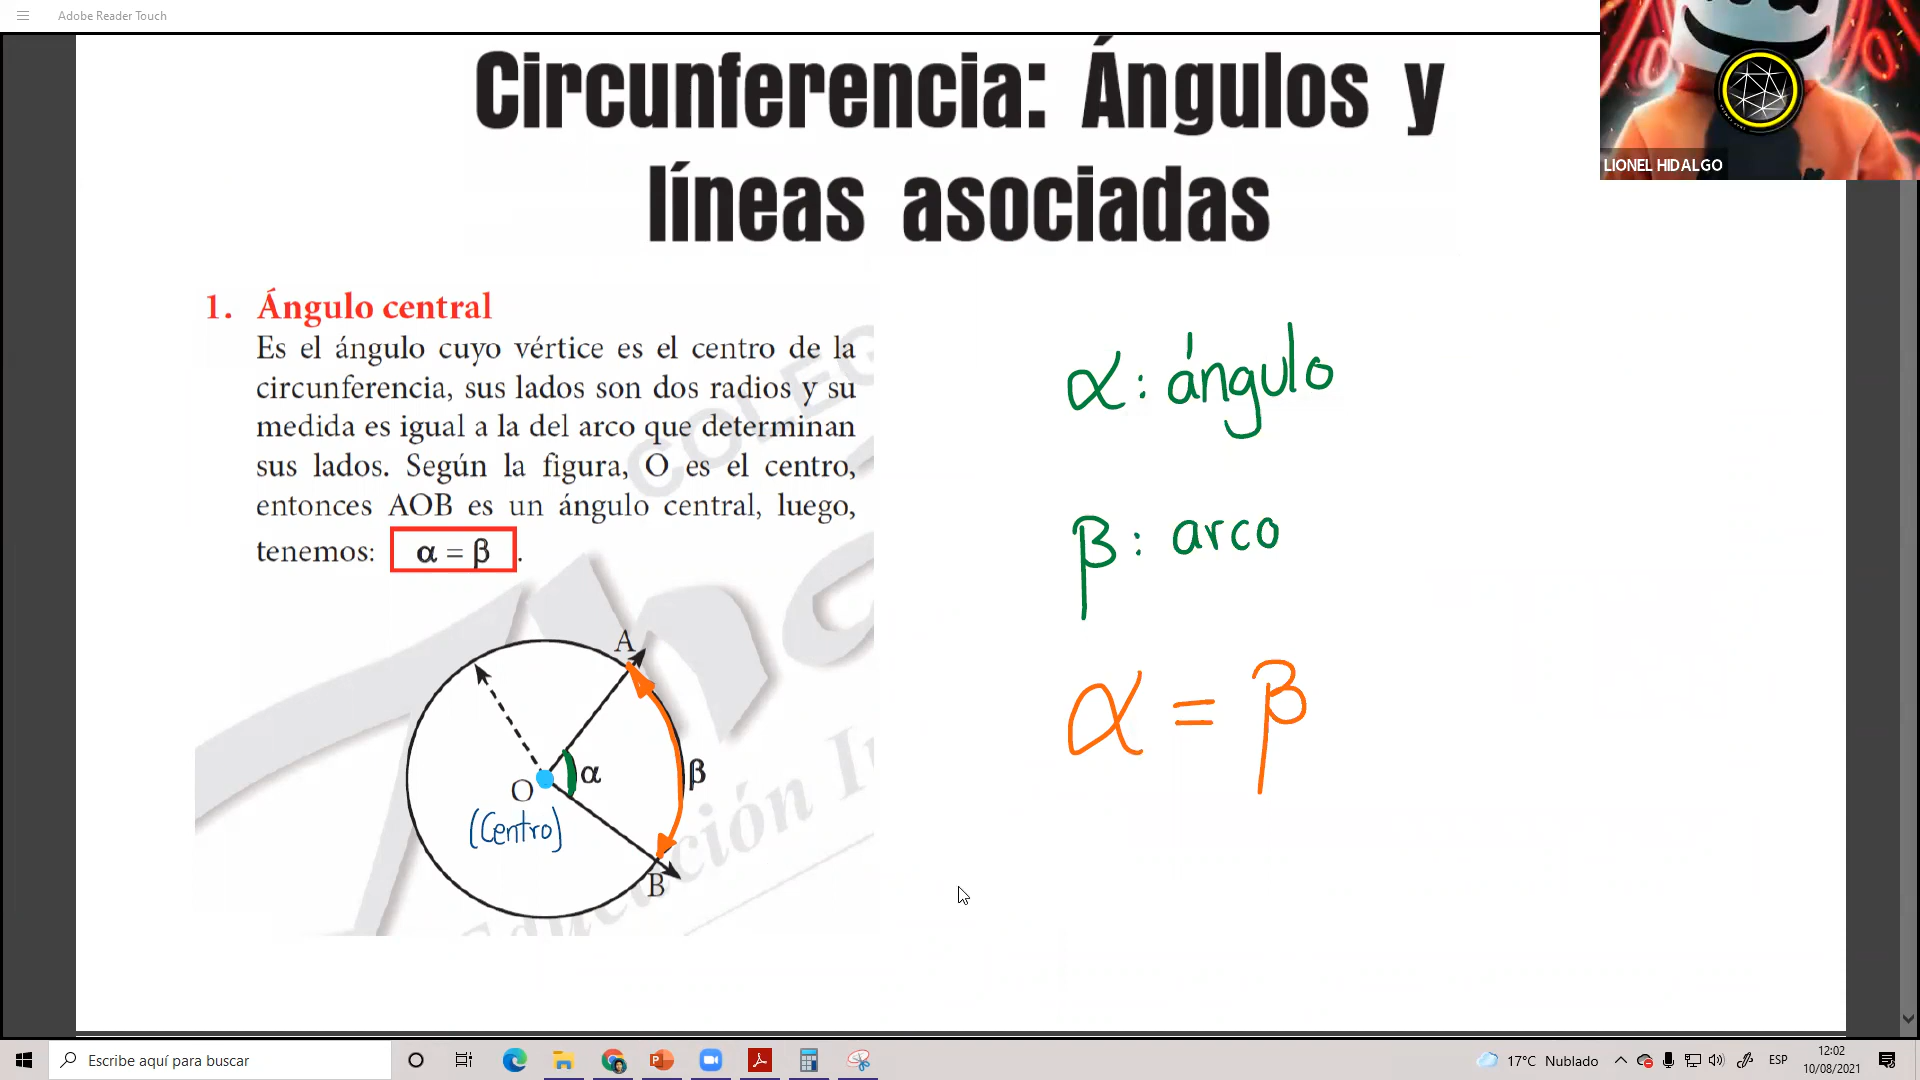 Adobe Reader Touch
Circunferencia: Ángulos y
líneas asociadas
LIONEL HIDALGO
1. Ángulo central
Es el ángulo cuyo vértice es el centro de la
circunferencia, sus lados son dos radios y su
medida es igual a la del arco que determinan
sus lados. Según la figura, O es el centro,
entonces AOB es un ángulo central, luego,
tenemos: α = β.
COLEG
A
α
β
O
(Centro)
B
α: ángulo
β: arco
α = β
Escribe aquí para buscar
17°C Nublado
ESP
12:02
10/08/2021